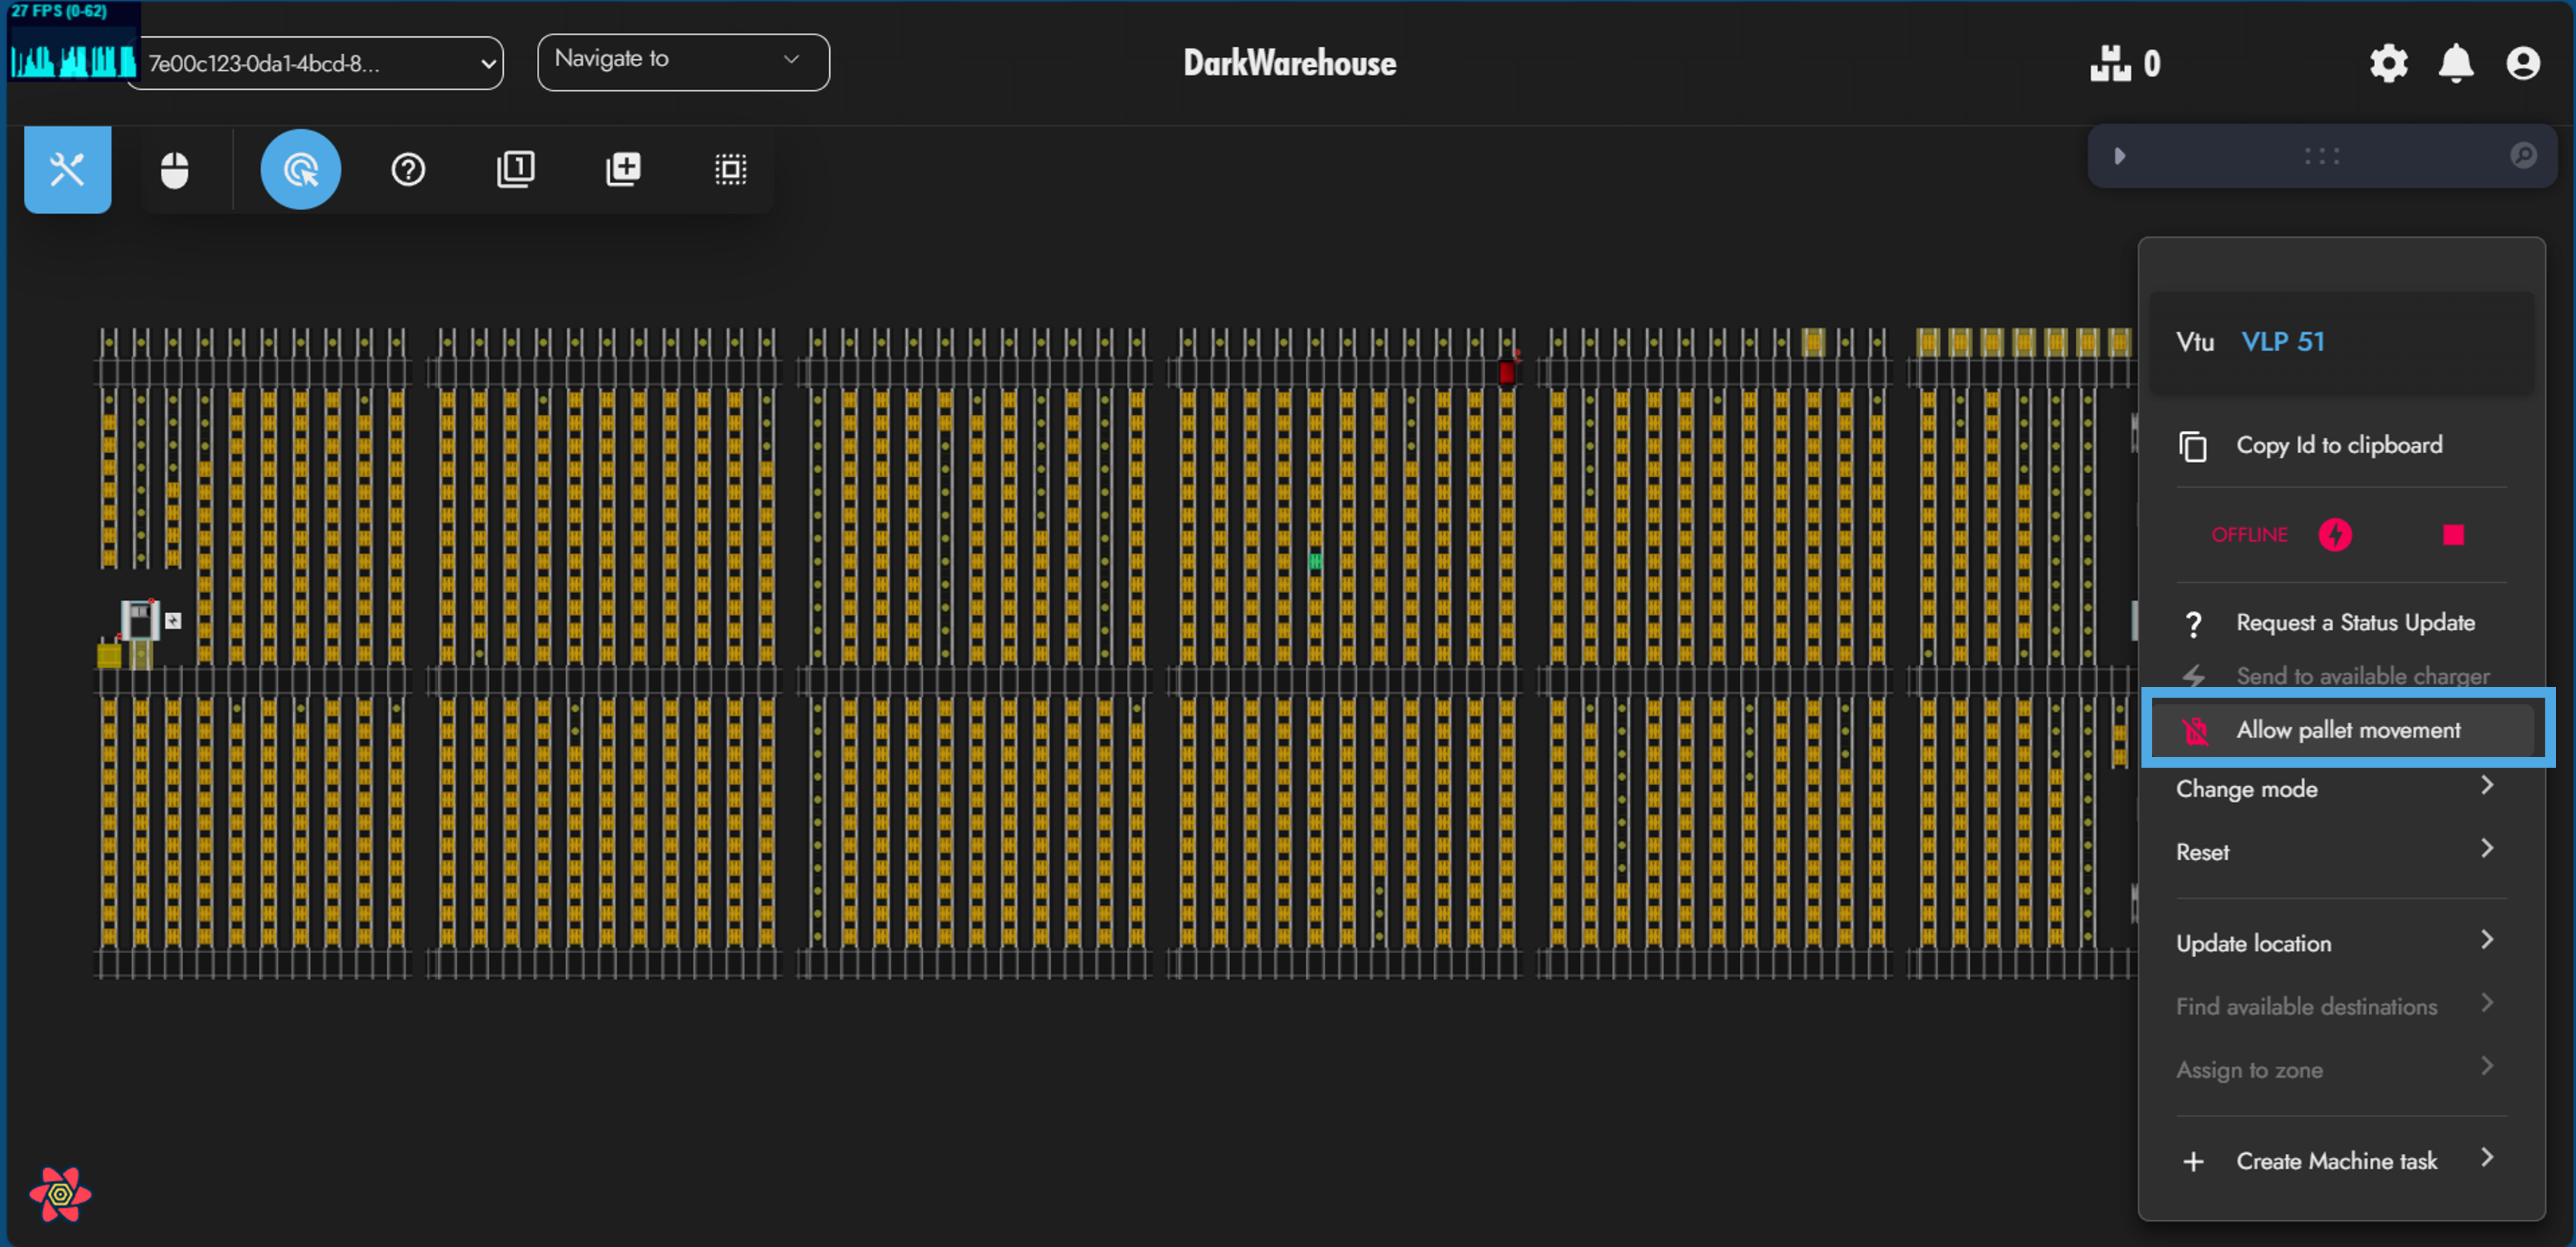 27 FPS (0-62)
7e00c123-0da1-4bcd-8...
Navigate to
DarkWarehouse
0
1
Vtu VLP 51
Copy Id to clipboard
OFFLINE
Request a Status Update
Send to available charger
Allow pallet movement
Change mode
Reset
Update location
Find available destinations
Assign to zone
Create Machine task